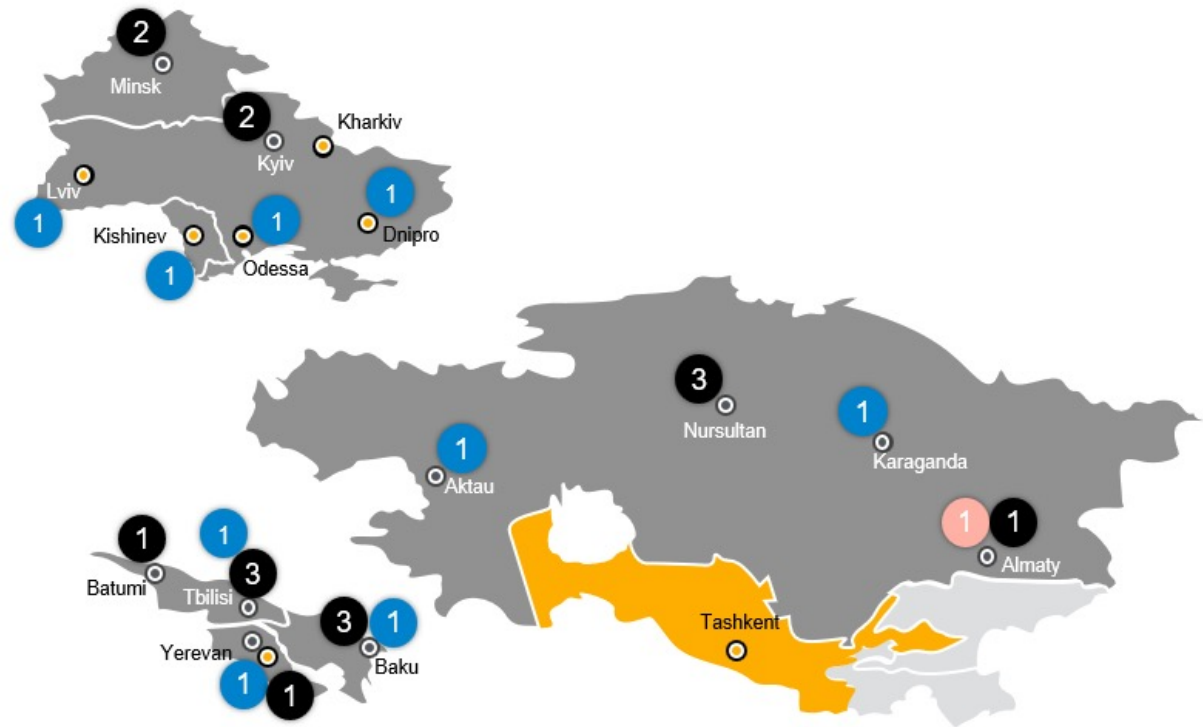 2
Minsk
2
Kharkiv
Kyiv
Lviv
1
1
1
Dnipro
Kishinev
Odessa
1
3
Nursultan
1
Karaganda
1
Aktau
1
1
Almaty
1
1
Batumi
3
Tbilisi
3
1
Yerevan
Baku
1
1
Tashkent